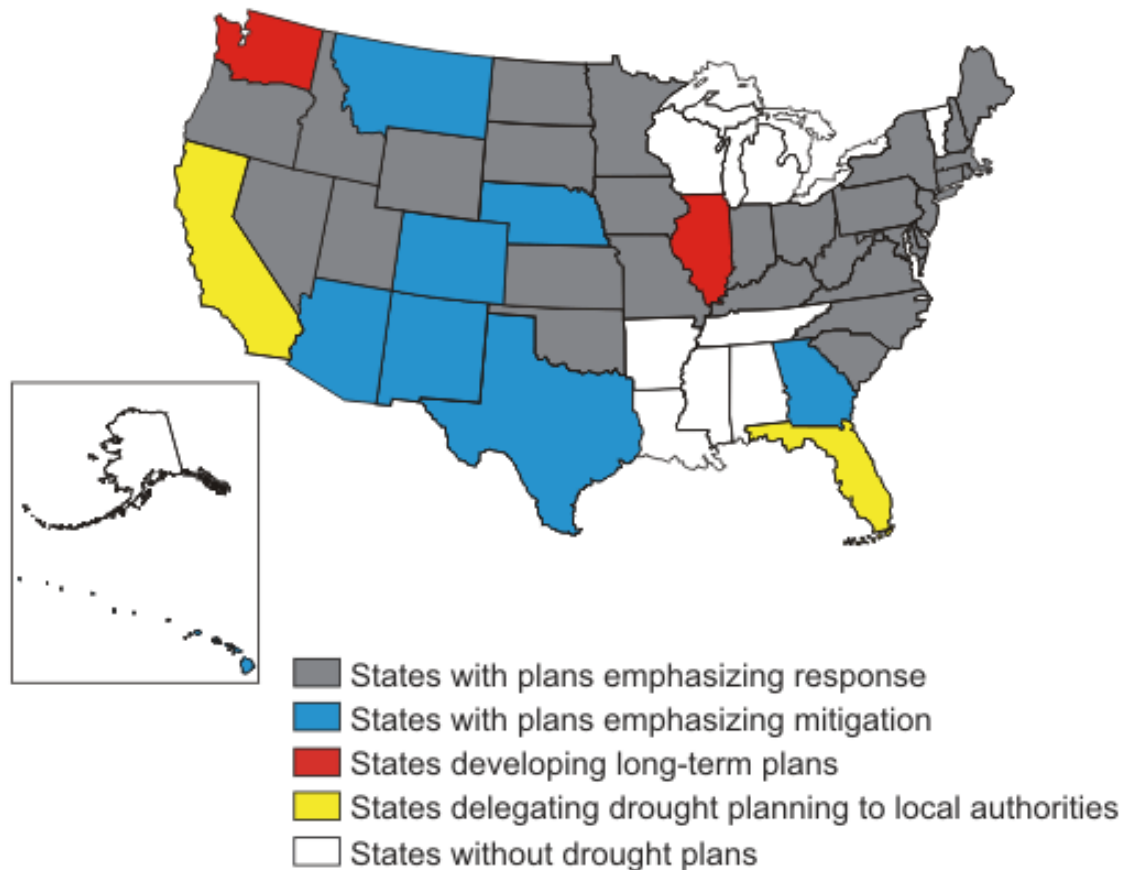 States with plans emphasizing response
States with plans emphasizing mitigation
States developing long-term plans
States delegating drought planning to local authorities
States without drought plans